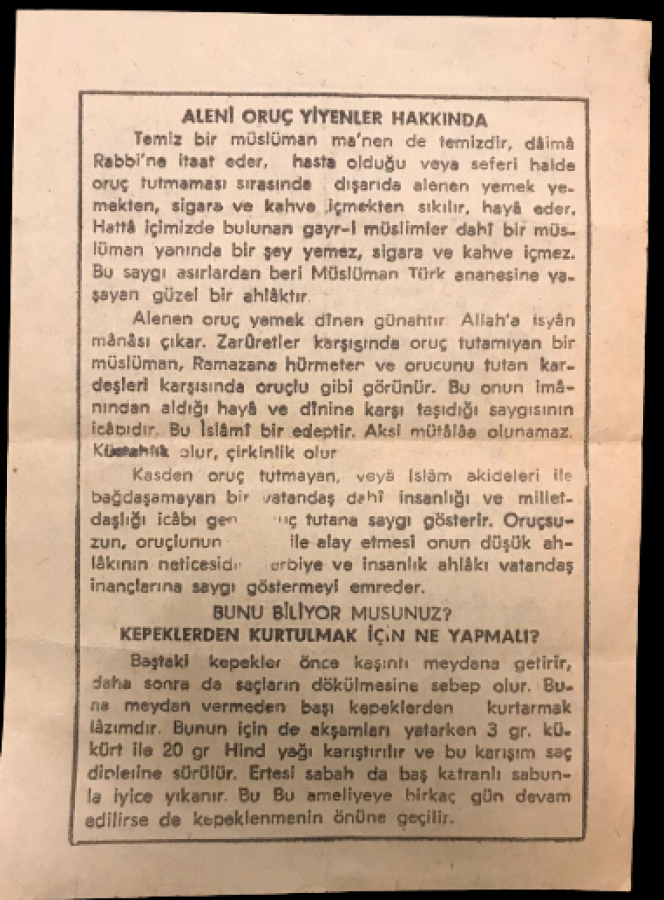 ALENİ ORUÇ YİYENLER HAKKINDA
Temiz bir müslüman ma'nen de temizdir, dâimâ
Rabbi'ne itaat eder, hasta olduğu veya seferi halde
oruç tutmaması sırasında dışarıda alenen yemek ye-
mekten, sigara ve kahve içmekten sıkılır, hayâ eder.
Hattâ içimizde bulunan gayr-i müslimler dahî bir müs-
lüman yanında bir şey yemez, sigara ve kahve içmez.
Bu saygı asırlardan beri Müslüman Türk ananesine ya-
şayan güzel bir ahlâktır.
Alenen oruç yemek dînen günahtır. Allah'a isyân
mânâsı çıkar. Zarûretler karşısında oruç tutamıyan bir
müslüman, Ramazana hürmeter ve orucunu tutan kar-
deşleri karşısında oruçlu gibi görünür. Bu onun imâ-
nından aldığı hayâ ve dînine karşı taşıdığı saygısının
icâbıdır. Bu İslâmî bir edeptir. Aksi mütâlâa olunamaz.
Küstahlık olur, çirkinlik olur
Kasden oruç tutmayan, veyâ İslâm akideleri ile
bağdaşamayan bir vatandaş dahî insanlığı ve millet-
daşlığı icâbı tutana saygı gösterir. Oruçsu-
zun, oruçlunun ile alay etmesi onun düşük ah-
lâkının ve insanlık ahlâkı vatandaş
inançlarına saygı göstermeyi emreder.
BUNU BİLİYOR MUSUNUZ?
KEPEKLERDEN KURTULMAK İÇİN NE YAPMALI?
Baştaki kepekler önce kaşıntı meydana getirir,
daha sonra da saçların dökülmesine sebep olur. Bu-
na meydan vermeden başı kepeklerden kurtarmak
lâzımdır. Bunun için de akşamları yatarken 3 gr. kü-
kürt ile 20 gr Hind yağı karıştırılır ve bu karışım saç
diplerine sürülür. Ertesi sabah da baş katranlı sabun-
la iyice yıkanır. Bu Bu ameliyeye birkaç gün devam
edilirse de kepeklenmenin önüne geçilir.